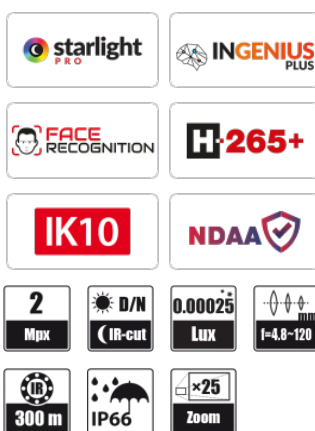 starlight
PRO
INGENIUS
PLUS
FACE
RECOGNITION
H·265+
IK10
NDAA
2
Mpx
D/N
IR-cut
0.00025
Lux
mm
f=4.8~120
IR
300 m
IP66
×25
Zoom